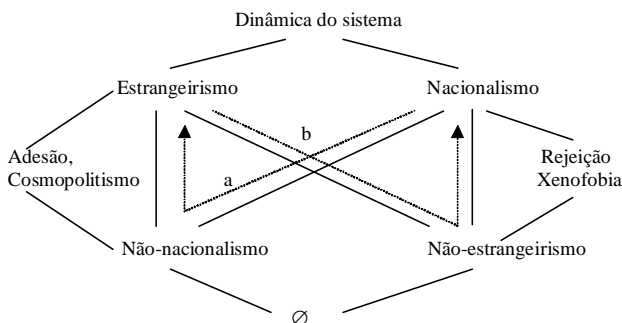 Dinâmica do sistema
Estrangeirismo
Nacionalismo
b
Adesão,
Cosmopolitismo
a
Rejeição
Xenofobia
Não-nacionalismo
Não-estrangeirismo
∅